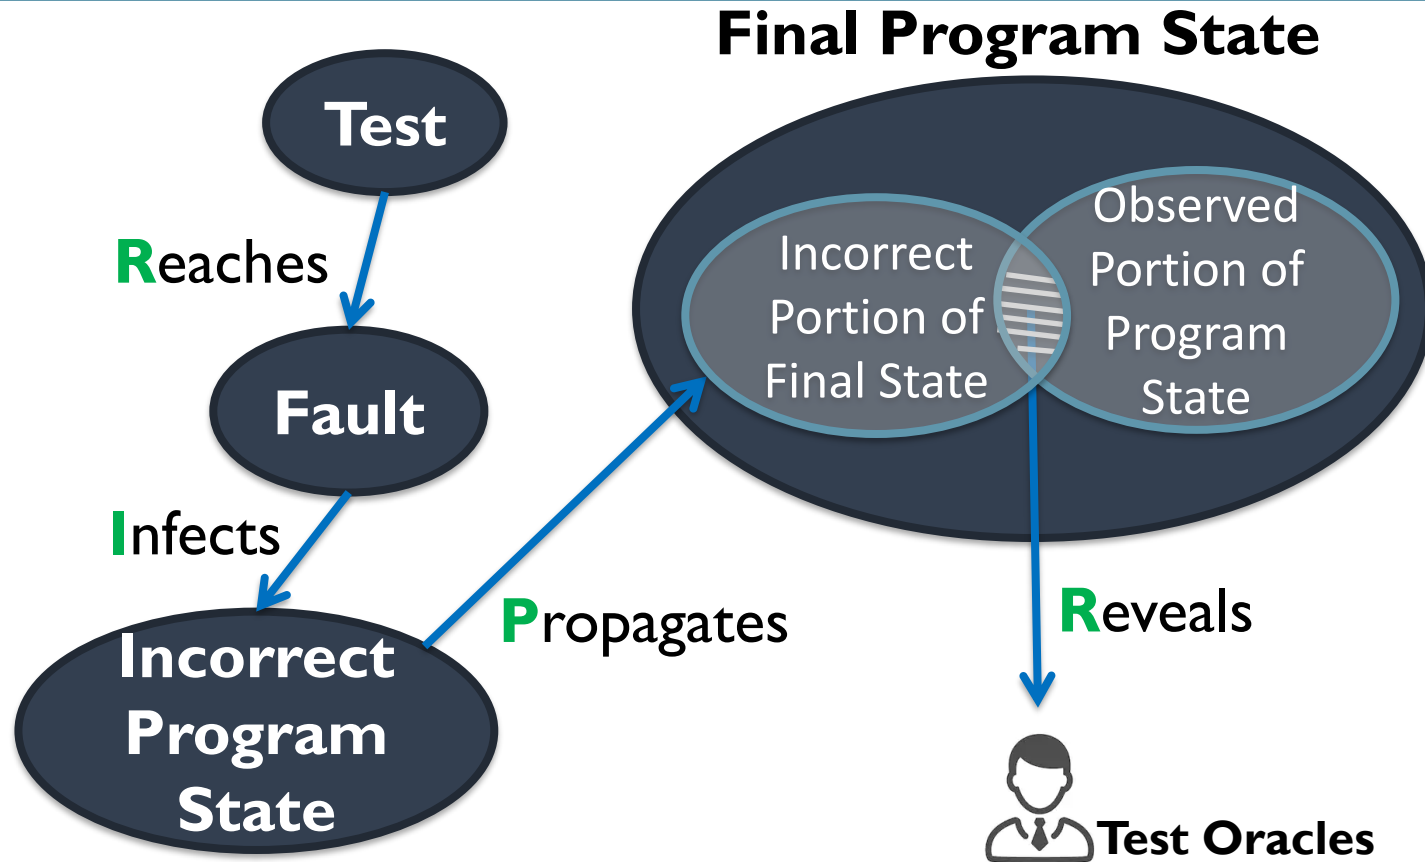 Final Program State
Test
Reaches
Fault
Infects
Incorrect
Program
State
Propagates
Incorrect
Portion of
Final State
Observed
Portion of
Program
State
Reveals
Test Oracles